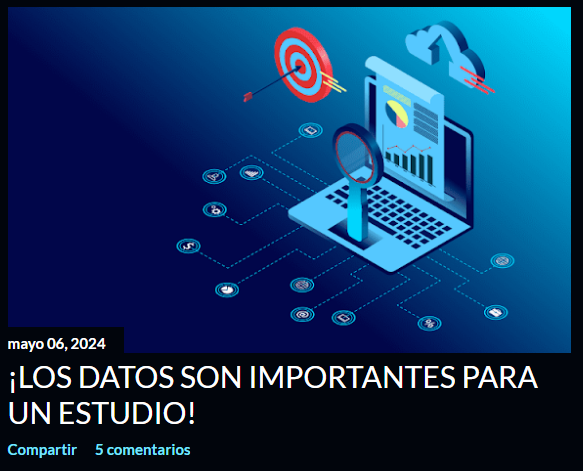 mayo 06, 2024
¡LOS DATOS SON IMPORTANTES PARA
UN ESTUDIO!
Compartir 5 comentarios